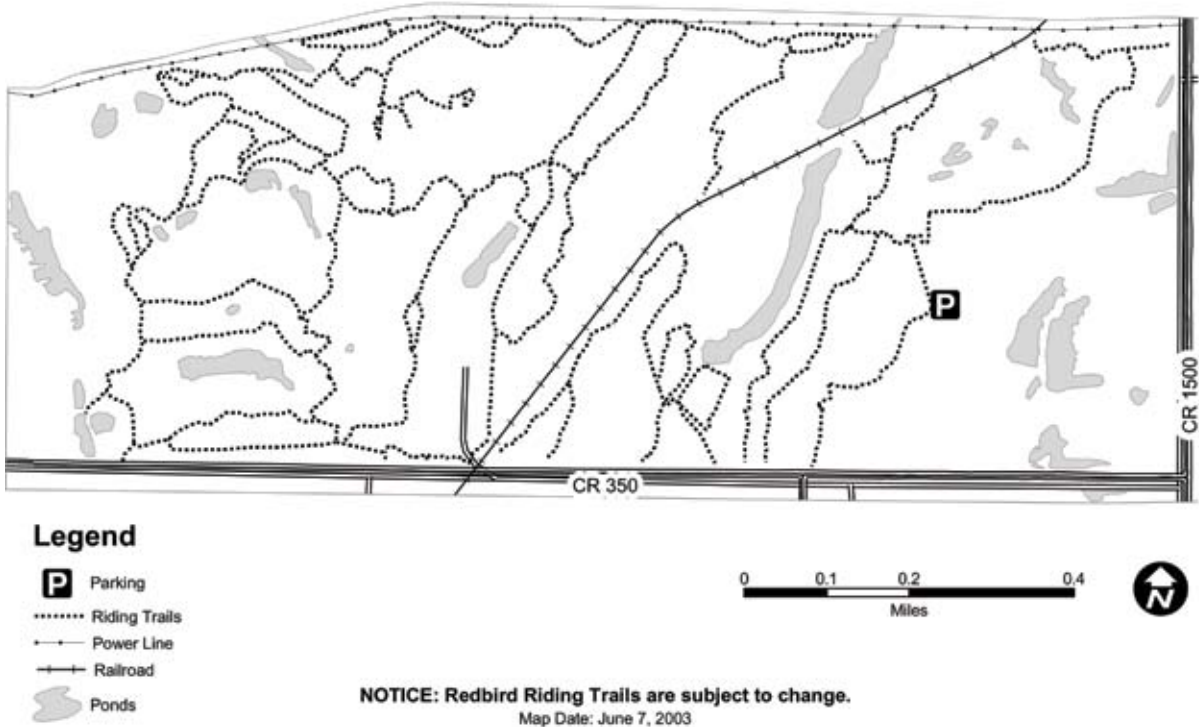 P
CR 1500
CR 350
Legend
P Parking
Riding Trails
Power Line
Railroad
Ponds
0 0.1 0.2 0.4
Miles
N
NOTICE: Redbird Riding Trails are subject to change.
Map Date: June 7, 2003